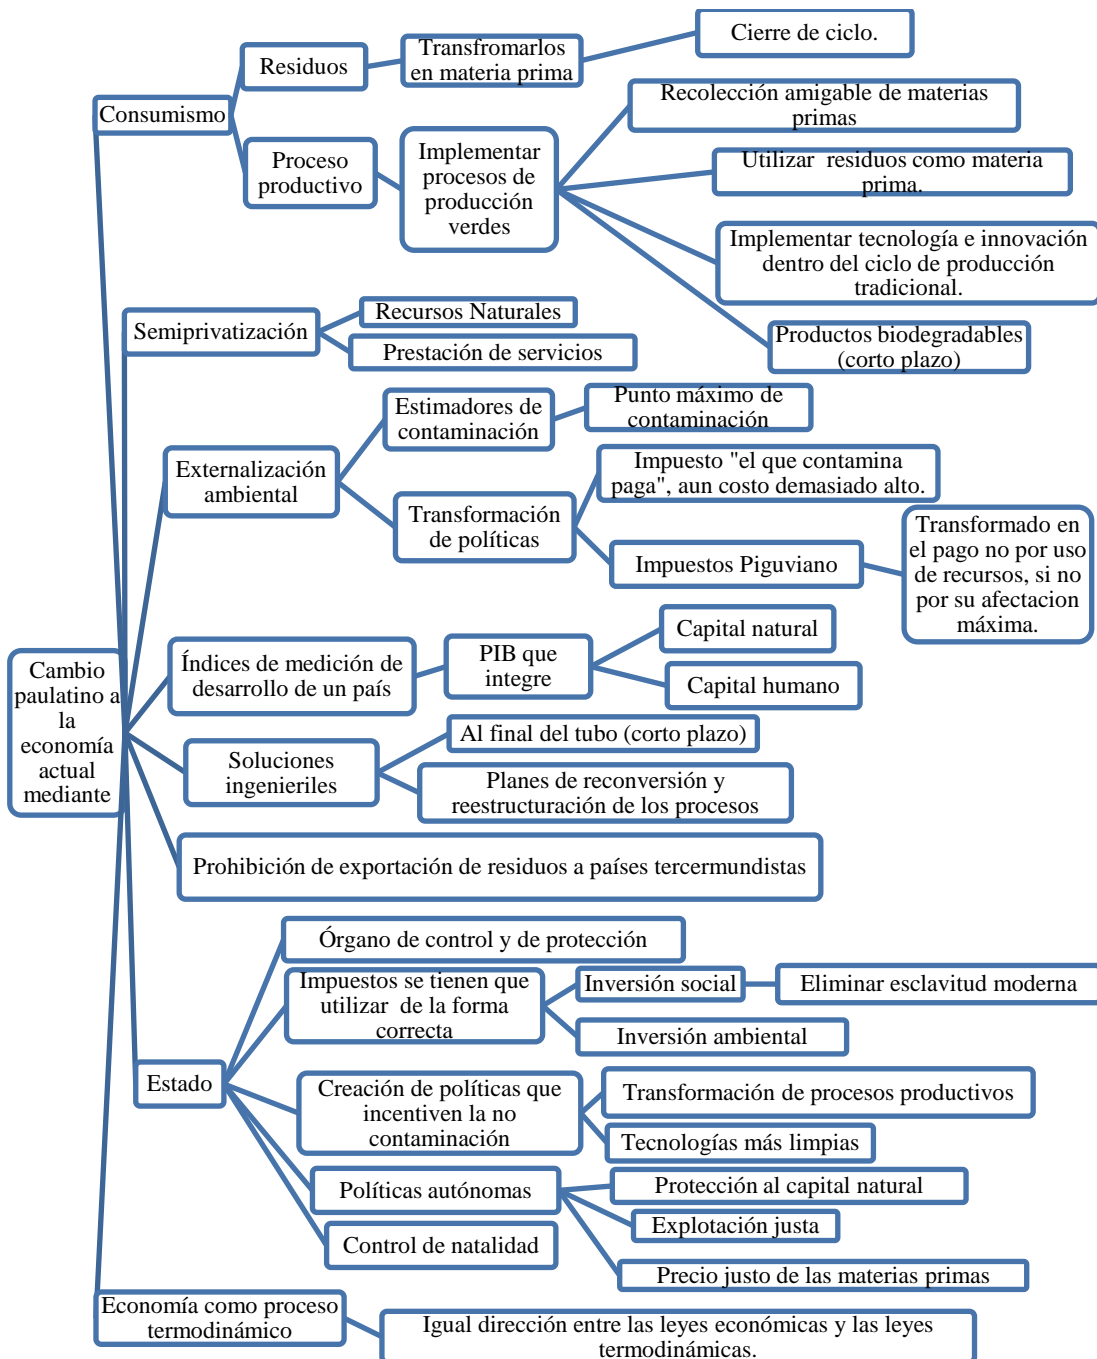 Cambio
paulatino a
la
economía
actual
mediante
Consumismo
Residuos
Transfromarlos
en materia prima
Cierre de ciclo.
Proceso
productivo
Implementar
procesos de
producción
verdes
Recolección amigable de materias
primas
Utilizar residuos como materia
prima.
Implementar tecnología e innovación
dentro del ciclo de producción
tradicional.
Productos biodegradables
(corto plazo)
Semiprivatización
Recursos Naturales
Prestación de servicios
Externalización
ambiental
Estimadores de
contaminación
Punto máximo de
contaminación
Transformación
de políticas
Impuesto "el que contamina
paga", aun costo demasiado alto.
Impuestos Piguviano
Transformado en
el pago no por uso
de recursos, si no
por su afectacion
máxima.
Índices de medición de
desarrollo de un país
PIB que
integre
Capital natural
Capital humano
Soluciones
ingenieriles
Al final del tubo (corto plazo)
Planes de reconversión y
reestructuración de los procesos
Prohibición de exportación de residuos a países tercermundistas
Estado
Órgano de control y de protección
Impuestos se tienen que
utilizar de la forma
correcta
Inversión social
Eliminar esclavitud moderna
Inversión ambiental
Creación de políticas que
incentiven la no
contaminación
Transformación de procesos productivos
Tecnologías más limpias
Políticas autónomas
Protección al capital natural
Explotación justa
Precio justo de las materias primas
Control de natalidad
Economía como proceso
termodinámico
Igual dirección entre las leyes económicas y las leyes
termodinámicas.